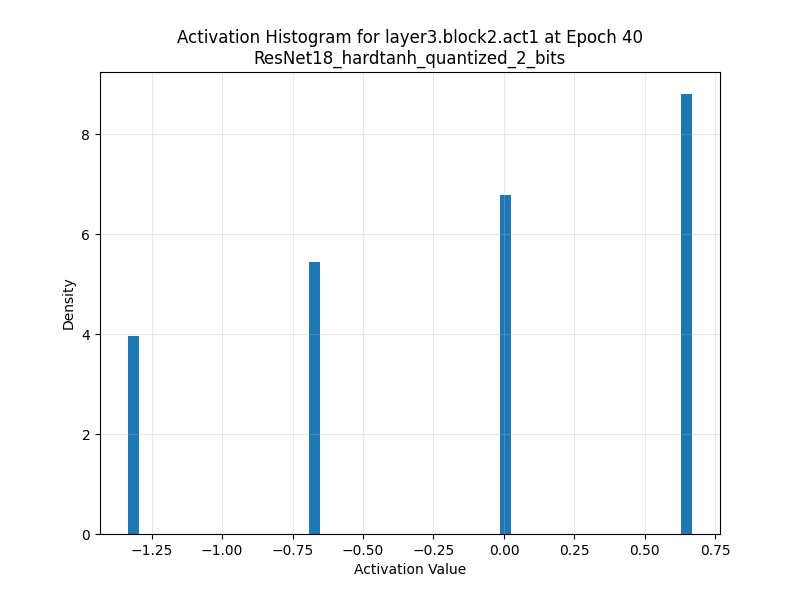 Activation Histogram for layer3.block2.act1 at Epoch 40
ResNet18_hardtanh_quantized_2_bits
8
6
4
2
0
Density
−1.25 −1.00 −0.75 −0.50 −0.25 0.00 0.25 0.50 0.75
Activation Value